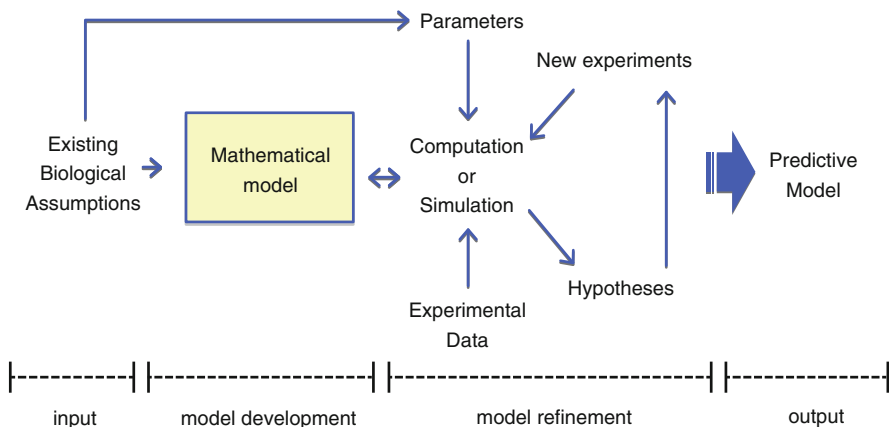 Parameters
New experiments
Existing
Biological
Assumptions
Mathematical
model
Computation
or
Simulation
Predictive
Model
Hypotheses
Experimental
Data
input
model development
model refinement
output